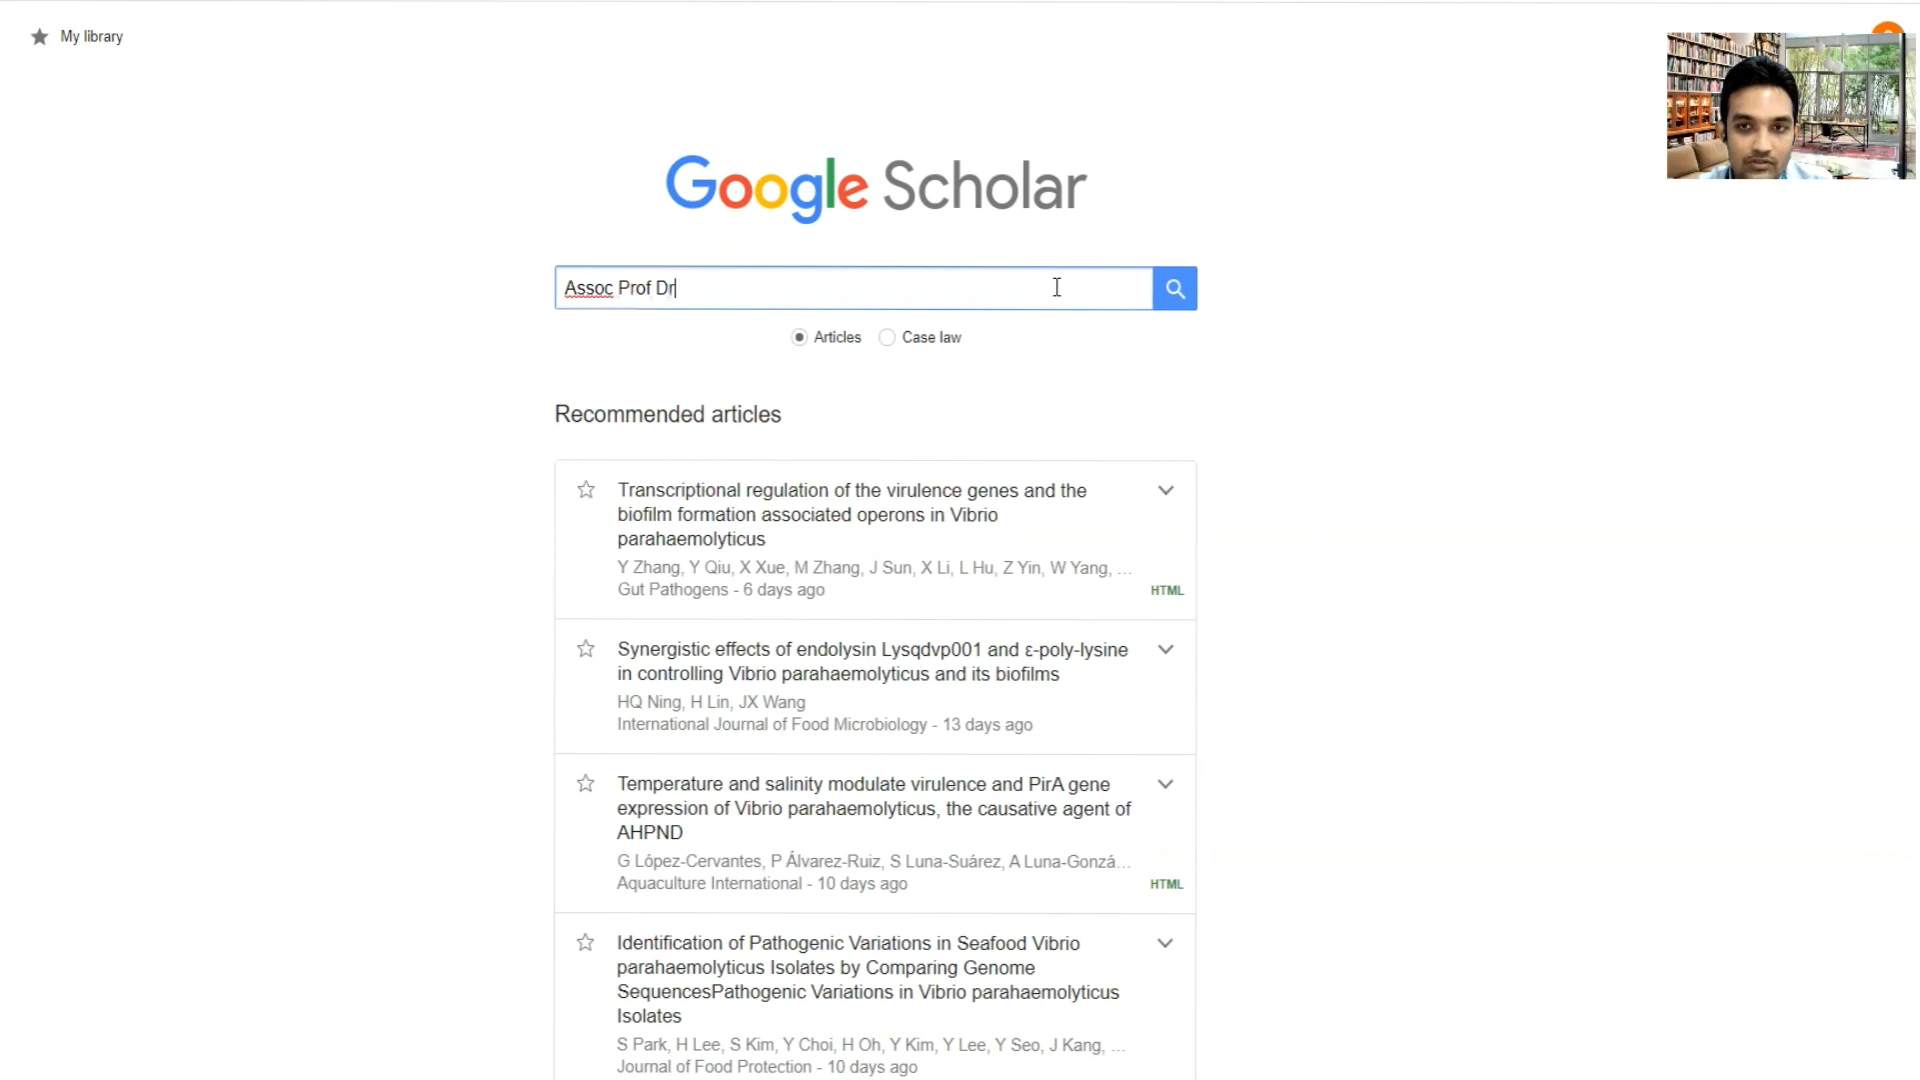 My library
Google Scholar
Assoc Prof Dr
Articles Case law
Recommended articles
Transcriptional regulation of the virulence genes and the
biofilm formation associated operons in Vibrio
parahaemolyticus
Y Zhang, Y Qiu, X Xue, M Zhang, J Sun, X Li, L Hu, Z Yin, W Yang, …
Gut Pathogens - 6 days ago
HTML
Synergistic effects of endolysin Lysqdvp001 and ε-poly-lysine
in controlling Vibrio parahaemolyticus and its biofilms
HQ Ning, H Lin, JX Wang
International Journal of Food Microbiology - 13 days ago
Temperature and salinity modulate virulence and PirA gene
expression of Vibrio parahaemolyticus, the causative agent of
AHPND
G López-Cervantes, P Álvarez-Ruiz, S Luna-Suárez, A Luna-Gonzá…
Aquaculture International - 10 days ago
HTML
Identification of Pathogenic Variations in Seafood Vibrio
parahaemolyticus Isolates by Comparing Genome
SequencesPathogenic Variations in Vibrio parahaemolyticus
Isolates
S Park, H Lee, S Kim, Y Choi, H Oh, Y Kim, Y Lee, Y Seo, J Kang, …
Journal of Food Protection - 10 days ago